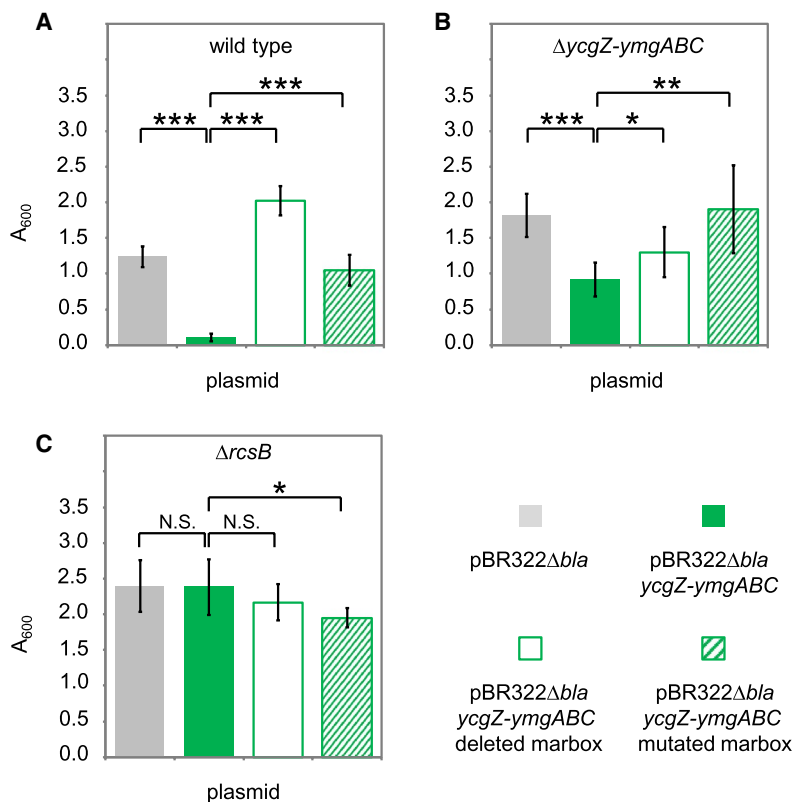 A
wild type
3.5
3.0
2.5
2.0
1.5
1.0
0.5
0.0
A600
***
***
***
plasmid
B
ΔycgZ-ymgABC
3.5
3.0
2.5
2.0
1.5
1.0
0.5
0.0
***
*
**
plasmid
C
ΔrcsB
3.5
3.0
2.5
2.0
1.5
1.0
0.5
0.0
A600
*
N.S.
N.S.
plasmid
pBR322Δbla
pBR322Δbla
ycgZ-ymgABC
pBR322Δbla
ycgZ-ymgABC
deleted marbox
pBR322Δbla
ycgZ-ymgABC
mutated marbox